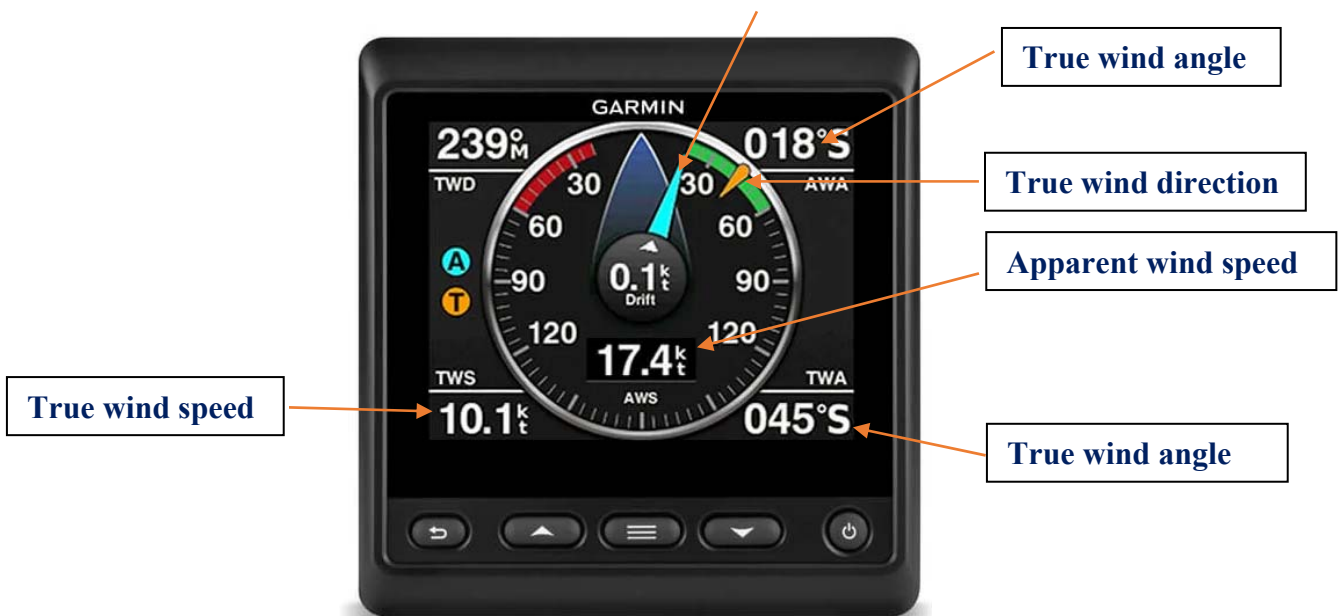 True wind angle
GARMIN
239°M
018°S
TWD
AWA
30
30
True wind direction
60
60
Apparent wind speed
A
90
0.1kt
90
Drift
T
120
120
17.4kt
TWS
TWA
AWS
True wind speed
10.1kt
045°S
True wind angle